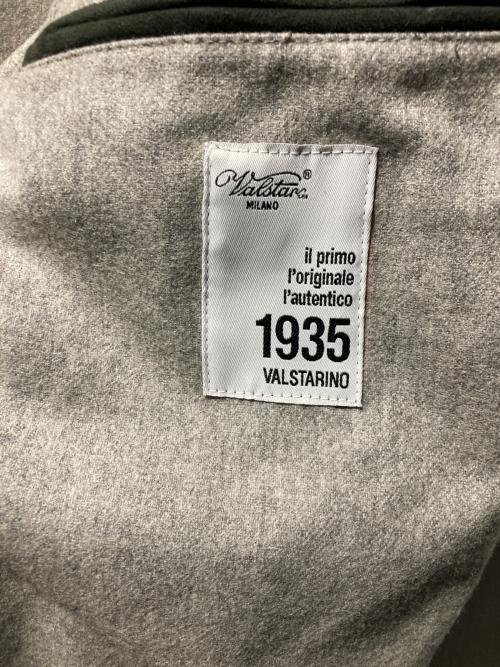 Valstar®
MILANO
il primo
l'originale
l'autentico
1935
VALSTARINO